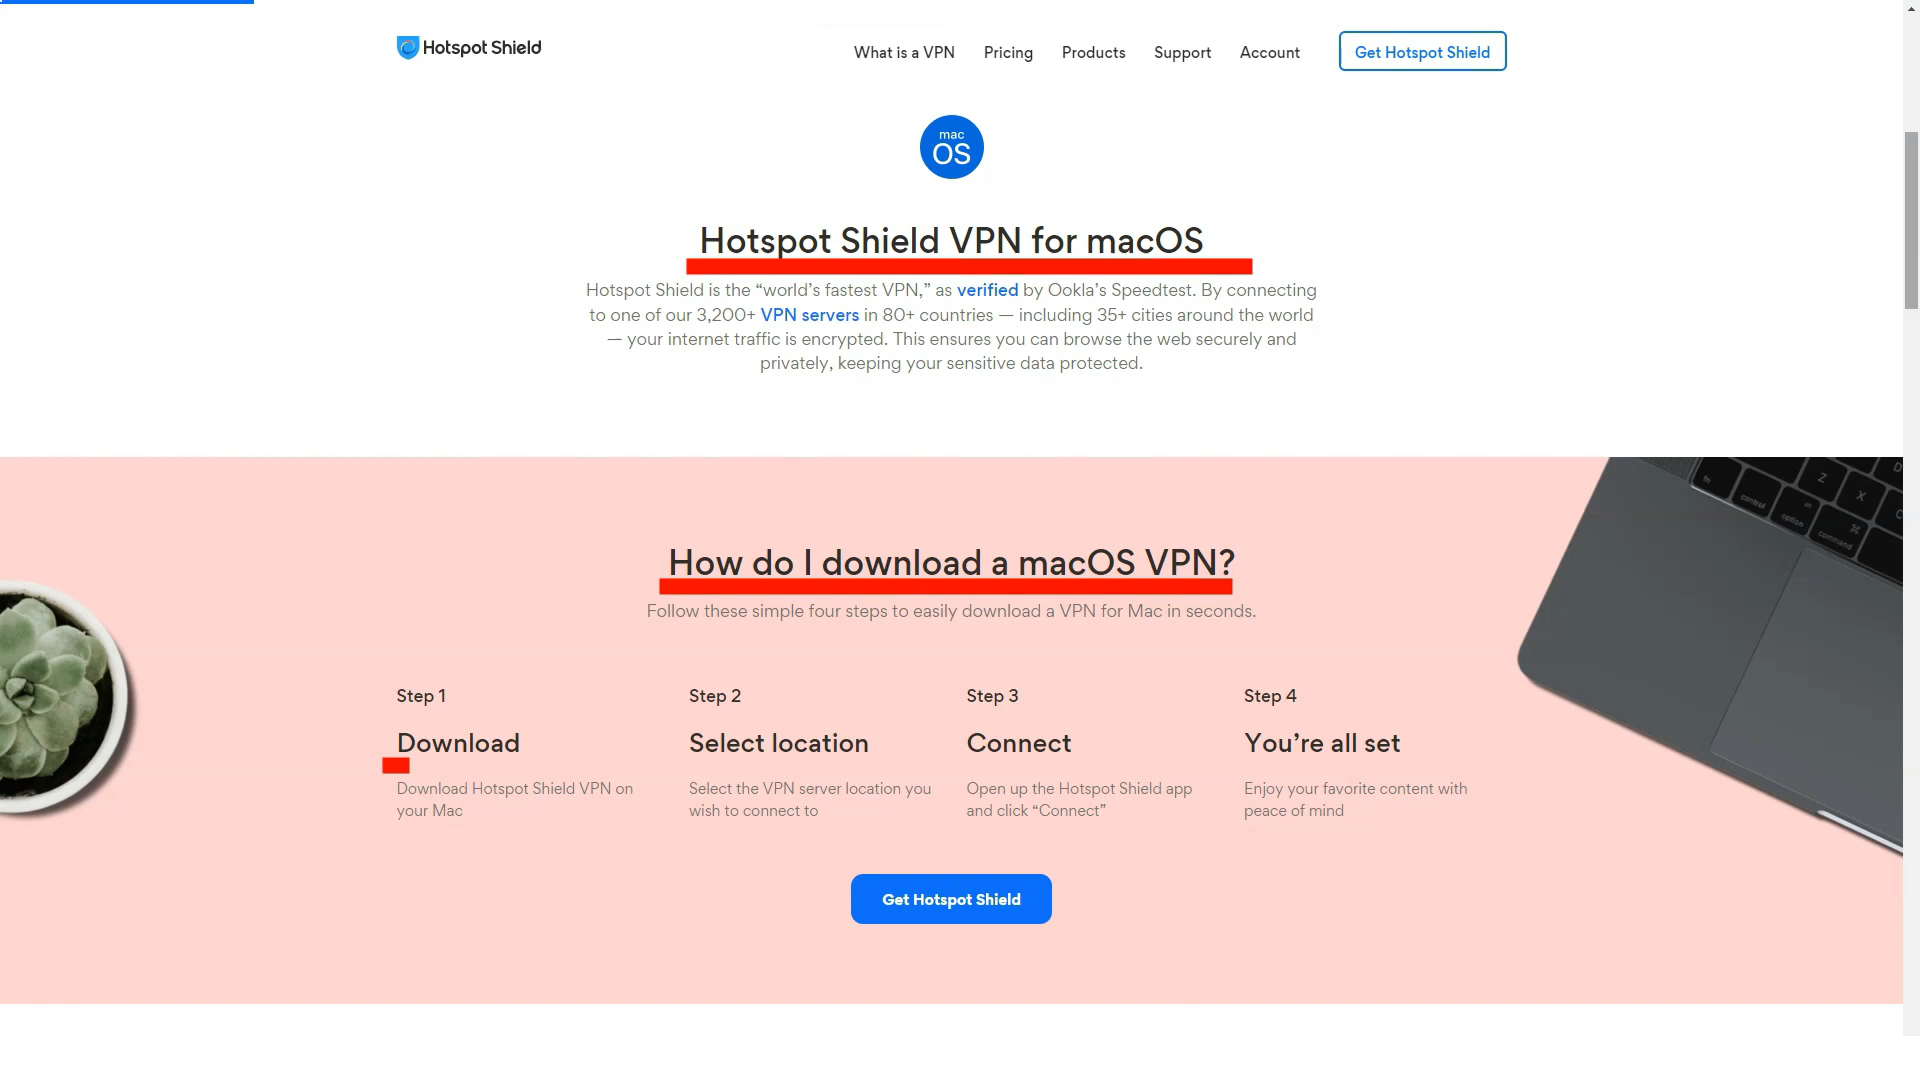 Hotspot Shield
What is a VPN
Pricing
Products
Support
Account
Get Hotspot Shield
mac
OS
Hotspot Shield VPN for macOS
Hotspot Shield is the “world’s fastest VPN,” as verified by Ookla’s Speedtest. By connecting
to one of our 3,200+ VPN servers in 80+ countries — including 35+ cities around the world
— your internet traffic is encrypted. This ensures you can browse the web securely and
privately, keeping your sensitive data protected.
How do I download a macOS VPN?
Follow these simple four steps to easily download a VPN for Mac in seconds.
Step 1
Download
Download Hotspot Shield VPN on
your Mac
Step 2
Select location
Select the VPN server location you
wish to connect to
Step 3
Connect
Open up the Hotspot Shield app
and click “Connect”
Step 4
You’re all set
Enjoy your favorite content with
peace of mind
Get Hotspot Shield
fn
control
option
command
Z
X